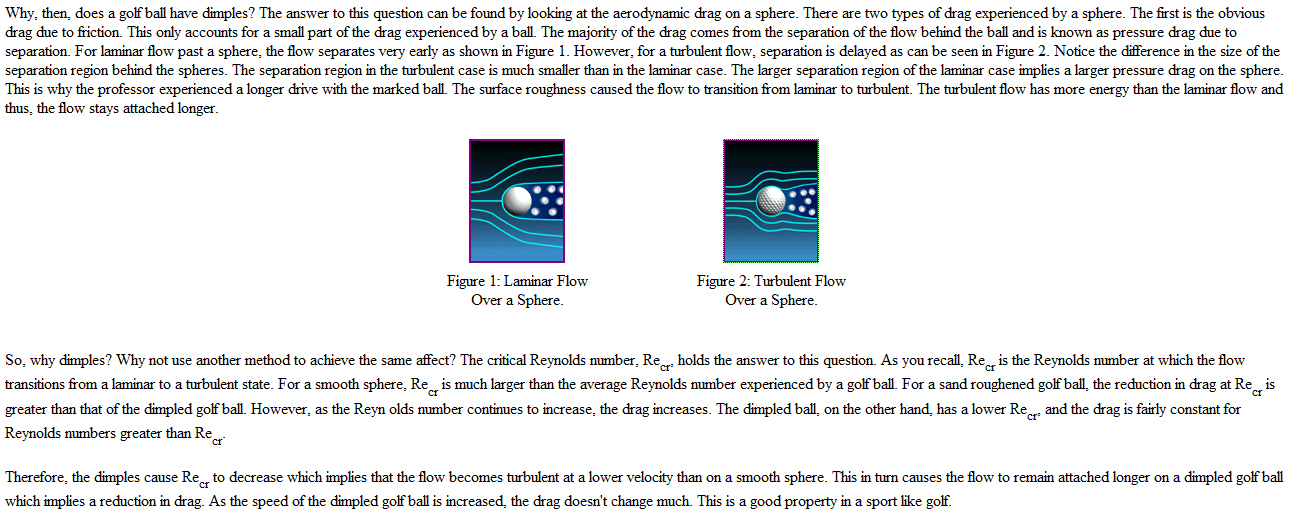 Why, then, does a golf ball have dimples? The answer to this question can be found by looking at the aerodynamic drag on a sphere. There are two types of drag experienced by a sphere. The first is the obvious
drag due to friction. This only accounts for a small part of the drag experienced by a ball. The majority of the drag comes from the separation of the flow behind the ball and is known as pressure drag due to
separation. For laminar flow past a sphere, the flow separates very early as shown in Figure 1. However, for a turbulent flow, separation is delayed as can be seen in Figure 2. Notice the difference in the size of the
separation region behind the spheres. The separation region in the turbulent case is much smaller than in the laminar case. The larger separation region of the laminar case implies a larger pressure drag on the sphere.
This is why the professor experienced a longer drive with the marked ball. The surface roughness caused the flow to transition from laminar to turbulent. The turbulent flow has more energy than the laminar flow and
thus, the flow stays attached longer.
Figure 1: Laminar Flow
Over a Sphere.
Figure 2: Turbulent Flow
Over a Sphere.
So, why dimples? Why not use another method to achieve the same affect? The critical Reynolds number, Re_cr, holds the answer to this question. As you recall, Re_cr is the Reynolds number at which the flow
transitions from a laminar to a turbulent state. For a smooth sphere, Re_cr is much larger than the average Reynolds number experienced by a golf ball. For a sand roughened golf ball, the reduction in drag at Re_cr is
greater than that of the dimpled golf ball. However, as the Reyn olds number continues to increase, the drag increases. The dimpled ball, on the other hand, has a lower Re_cr, and the drag is fairly constant for
Reynolds numbers greater than Re_cr.
Therefore, the dimples cause Re_cr to decrease which implies that the flow becomes turbulent at a lower velocity than on a smooth sphere. This in turn causes the flow to remain attached longer on a dimpled golf ball
which implies a reduction in drag. As the speed of the dimpled golf ball is increased, the drag doesn't change much. This is a good property in a sport like golf.